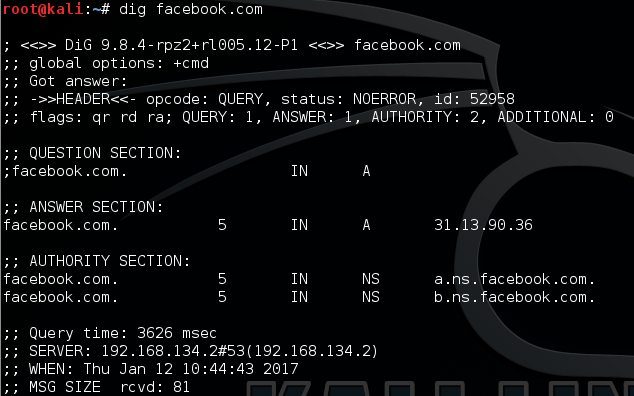 root@kali:~# dig facebook.com
; <<>> DiG 9.8.4-rpz2+rl005.12-P1 <<>> facebook.com
;; global options: +cmd
;; Got answer:
;; ->>HEADER<<- opcode: QUERY, status: NOERROR, id: 52958
;; flags: qr rd ra; QUERY: 1, ANSWER: 1, AUTHORITY: 2, ADDITIONAL: 0
;; QUESTION SECTION:
;facebook.com. IN A
;; ANSWER SECTION:
facebook.com. 5 IN A 31.13.90.36
;; AUTHORITY SECTION:
facebook.com. 5 IN NS a.ns.facebook.com.
facebook.com. 5 IN NS b.ns.facebook.com.
;; Query time: 3626 msec
;; SERVER: 192.168.134.2#53(192.168.134.2)
;; WHEN: Thu Jan 12 10:44:43 2017
;; MSG SIZE rcvd: 81